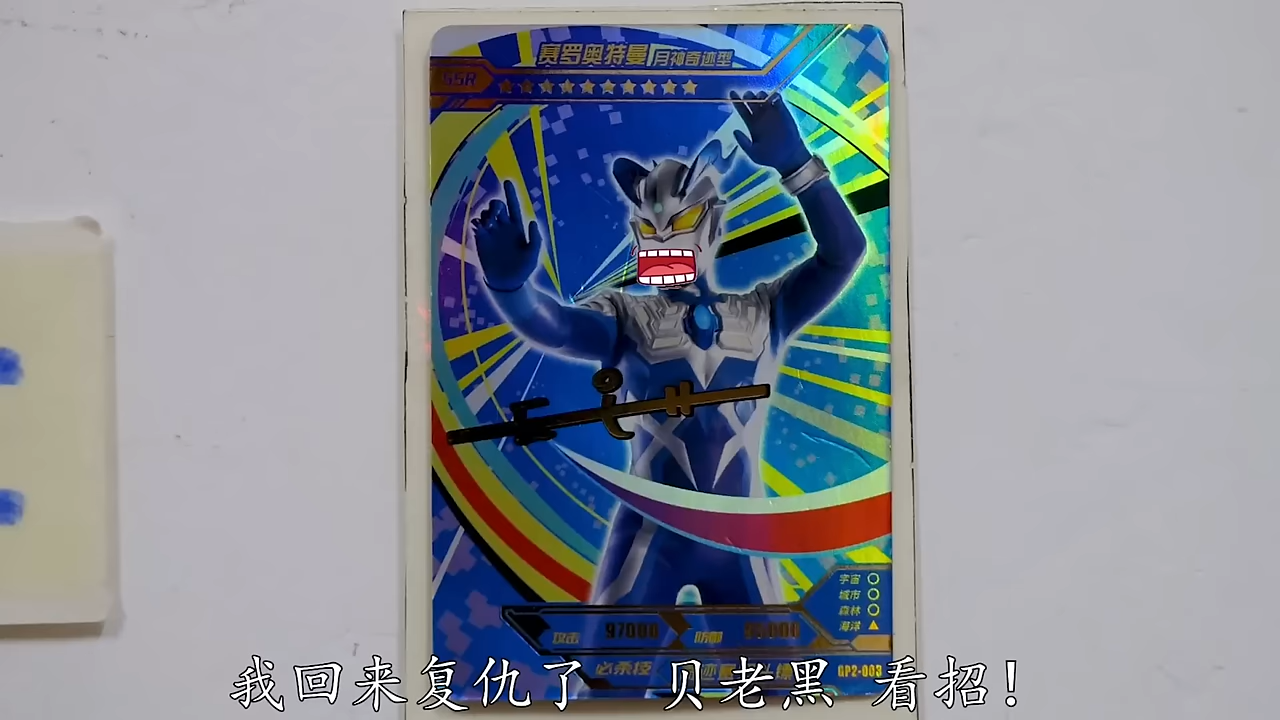 赛罗奥特曼 月神奇迹型
SSR
宇宙
城市
森林
海洋
攻击 97000 防御
必杀技
GP2-003
我回来复仇了 贝老黑 看招！